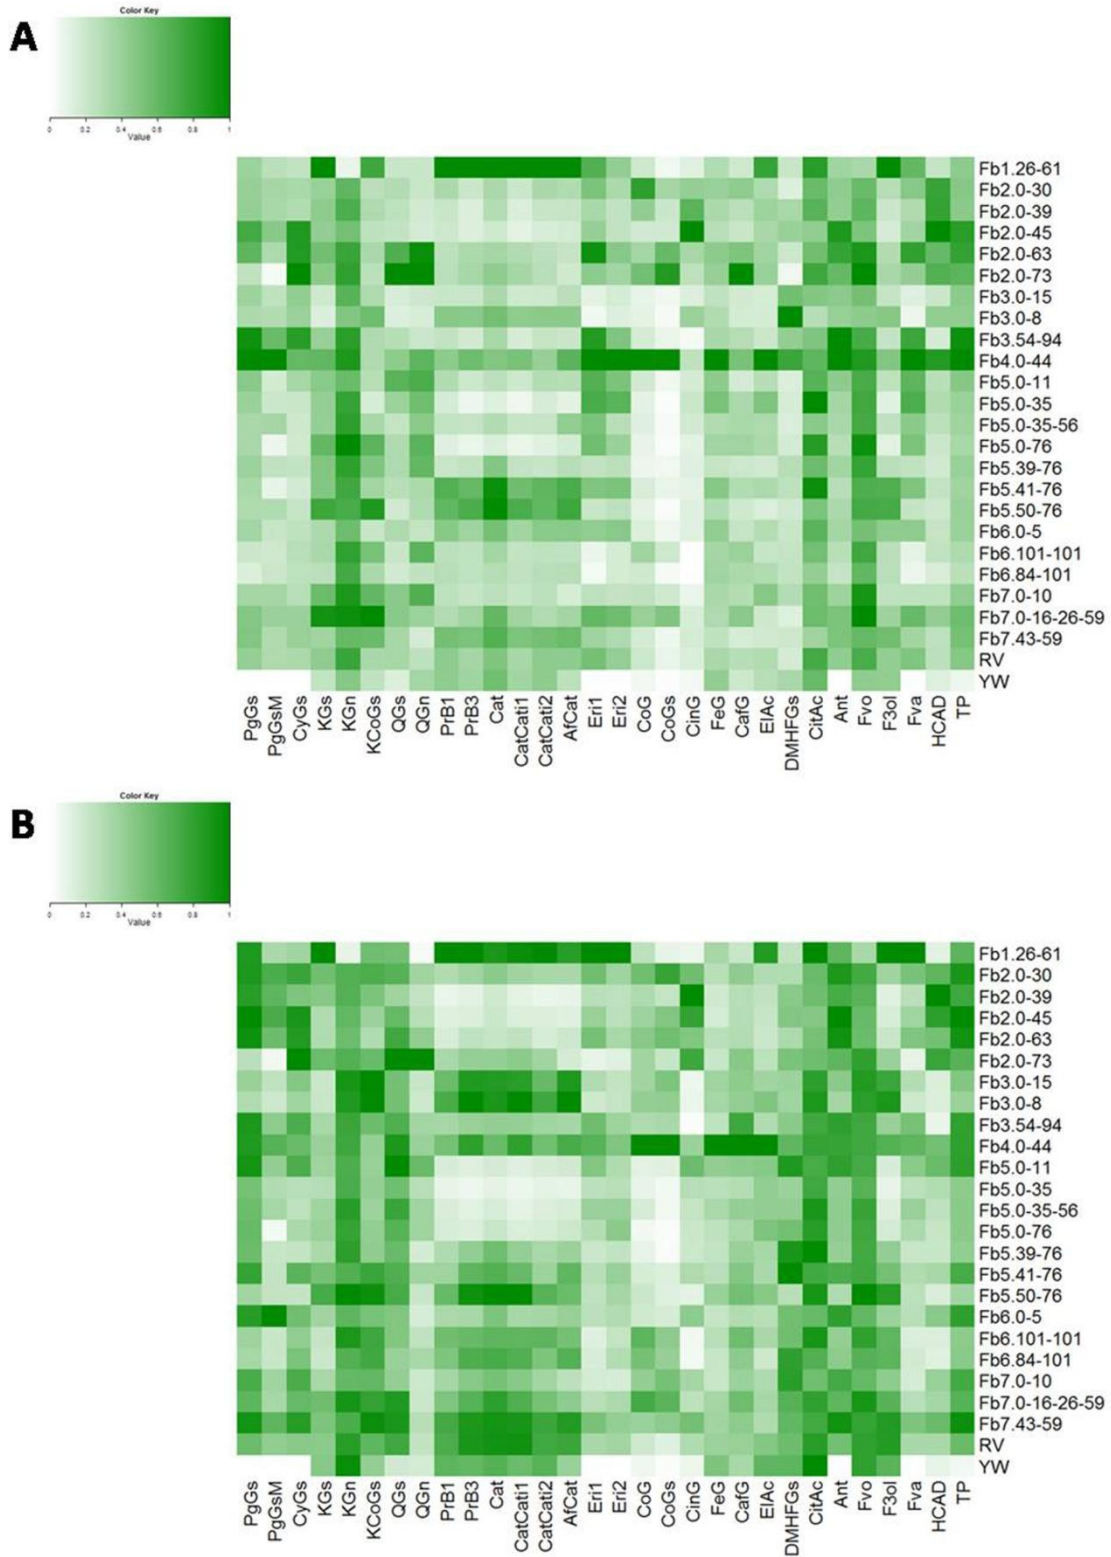 A
Color Key
0 0.2 0.4 0.6 0.8 1
Value
Fb1.26-61
Fb2.0-30
Fb2.0-39
Fb2.0-45
Fb2.0-63
Fb2.0-73
Fb3.0-15
Fb3.0-8
Fb3.54-94
Fb4.0-44
Fb5.0-11
Fb5.0-35
Fb5.0-35-56
Fb5.0-76
Fb5.39-76
Fb5.41-76
Fb5.50-76
Fb6.0-5
Fb6.101-101
Fb6.84-101
Fb7.0-10
Fb7.0-16-26-59
Fb7.43-59
RV
YW
PgGs PgGsM CyGs KGs KGn KCoGs QGs QGn PrB1 PrB3 Cat CatCati1 CatCati2 AfCat Eri1 Eri2 CoG CoGs CinG FeG CafG ElAc DMHFGs CitAc Ant Fvo F3ol Fva HCAD TP
B
Color Key
0 0.2 0.4 0.6 0.8 1
Value
Fb1.26-61
Fb2.0-30
Fb2.0-39
Fb2.0-45
Fb2.0-63
Fb2.0-73
Fb3.0-15
Fb3.0-8
Fb3.54-94
Fb4.0-44
Fb5.0-11
Fb5.0-35
Fb5.0-35-56
Fb5.0-76
Fb5.39-76
Fb5.41-76
Fb5.50-76
Fb6.0-5
Fb6.101-101
Fb6.84-101
Fb7.0-10
Fb7.0-16-26-59
Fb7.43-59
RV
YW
PgGs PgGsM CyGs KGs KGn KCoGs QGs QGn PrB1 PrB3 Cat CatCati1 CatCati2 AfCat Eri1 Eri2 CoG CoGs CinG FeG CafG ElAc DMHFGs CitAc Ant Fvo F3ol Fva HCAD TP